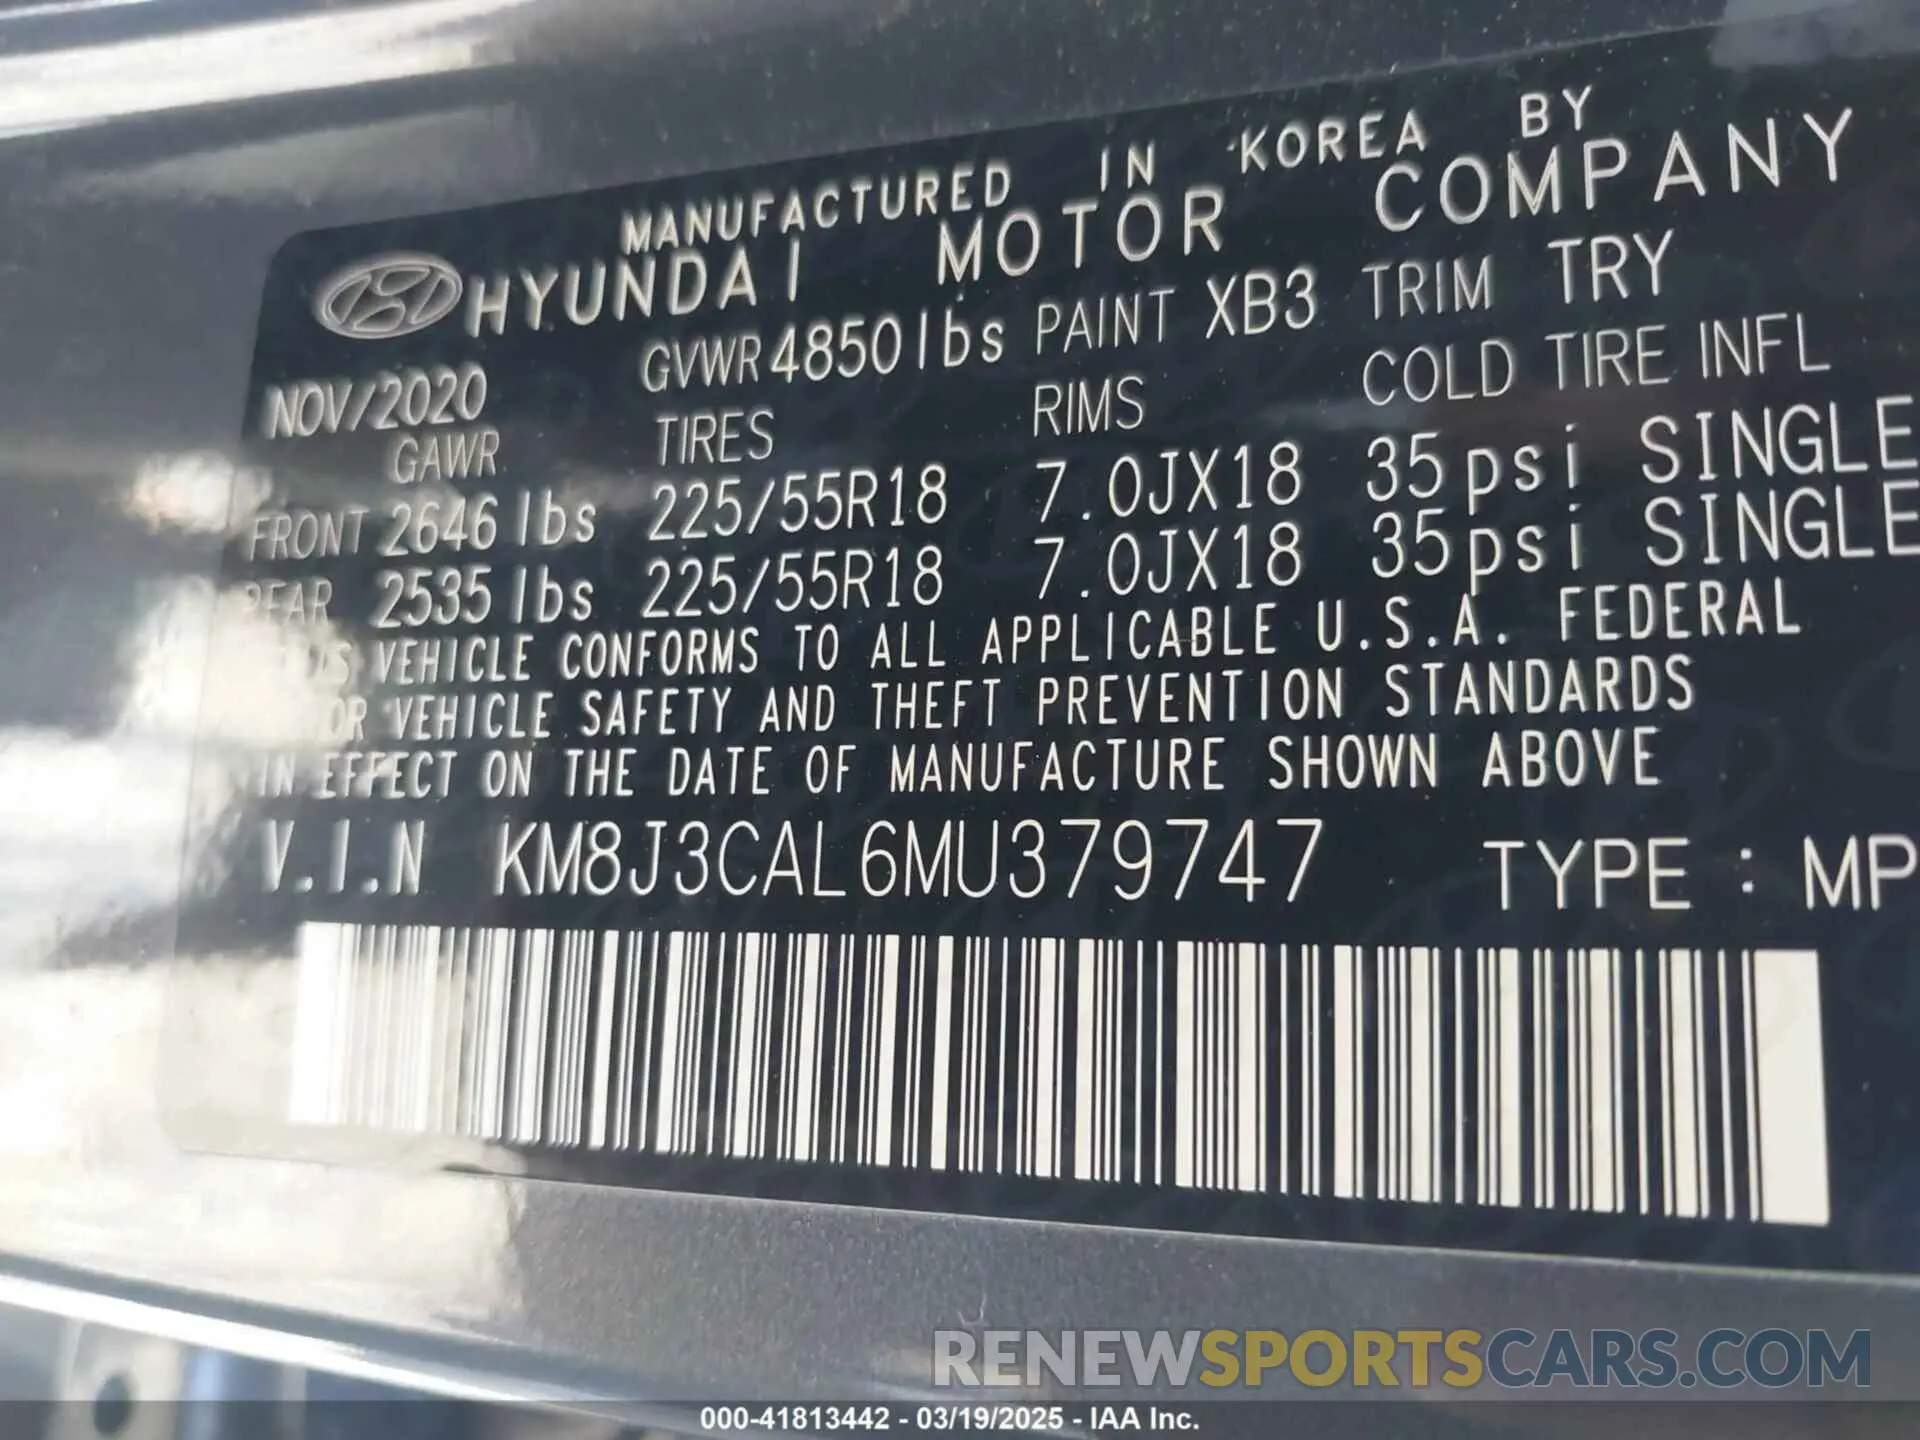 MANUFACTURED IN KOREA BY
HYUNDAI MOTOR COMPANY
NOV/2020 GVWR 4850lbs PAINT XB3 TRIM TRY
GAWR TIRES RIMS COLD TIRE INFL
FRONT 2646 lbs 225/55R18 7.0JX18 35psi SINGLE
REAR 2535 lbs 225/55R18 7.0JX18 35psi SINGLE
VEHICLE CONFORMS TO ALL APPLICABLE U.S.A. FEDERAL
VEHICLE SAFETY AND THEFT PREVENTION STANDARDS
IN EFFECT ON THE DATE OF MANUFACTURE SHOWN ABOVE
V.I.N KM8J3CAL6MU379747 TYPE : MP
RENEWSPORTSCARS.COM
000-41813442 - 03/19/2025 - IAA Inc.